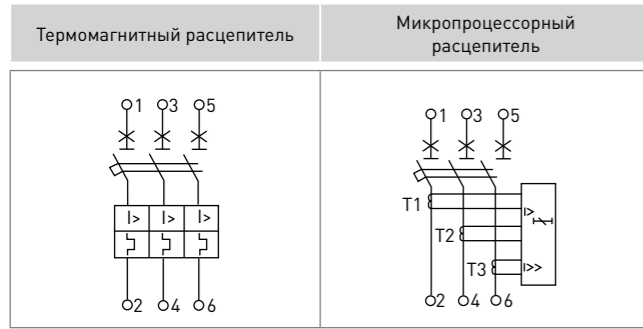 Термомагнитный расцепитель
Микропроцессорный
расцепитель
1 3 5
I> I> I>
2 4 6
1 3 5
T1
I>
T2
T3
I>>
2 4 6